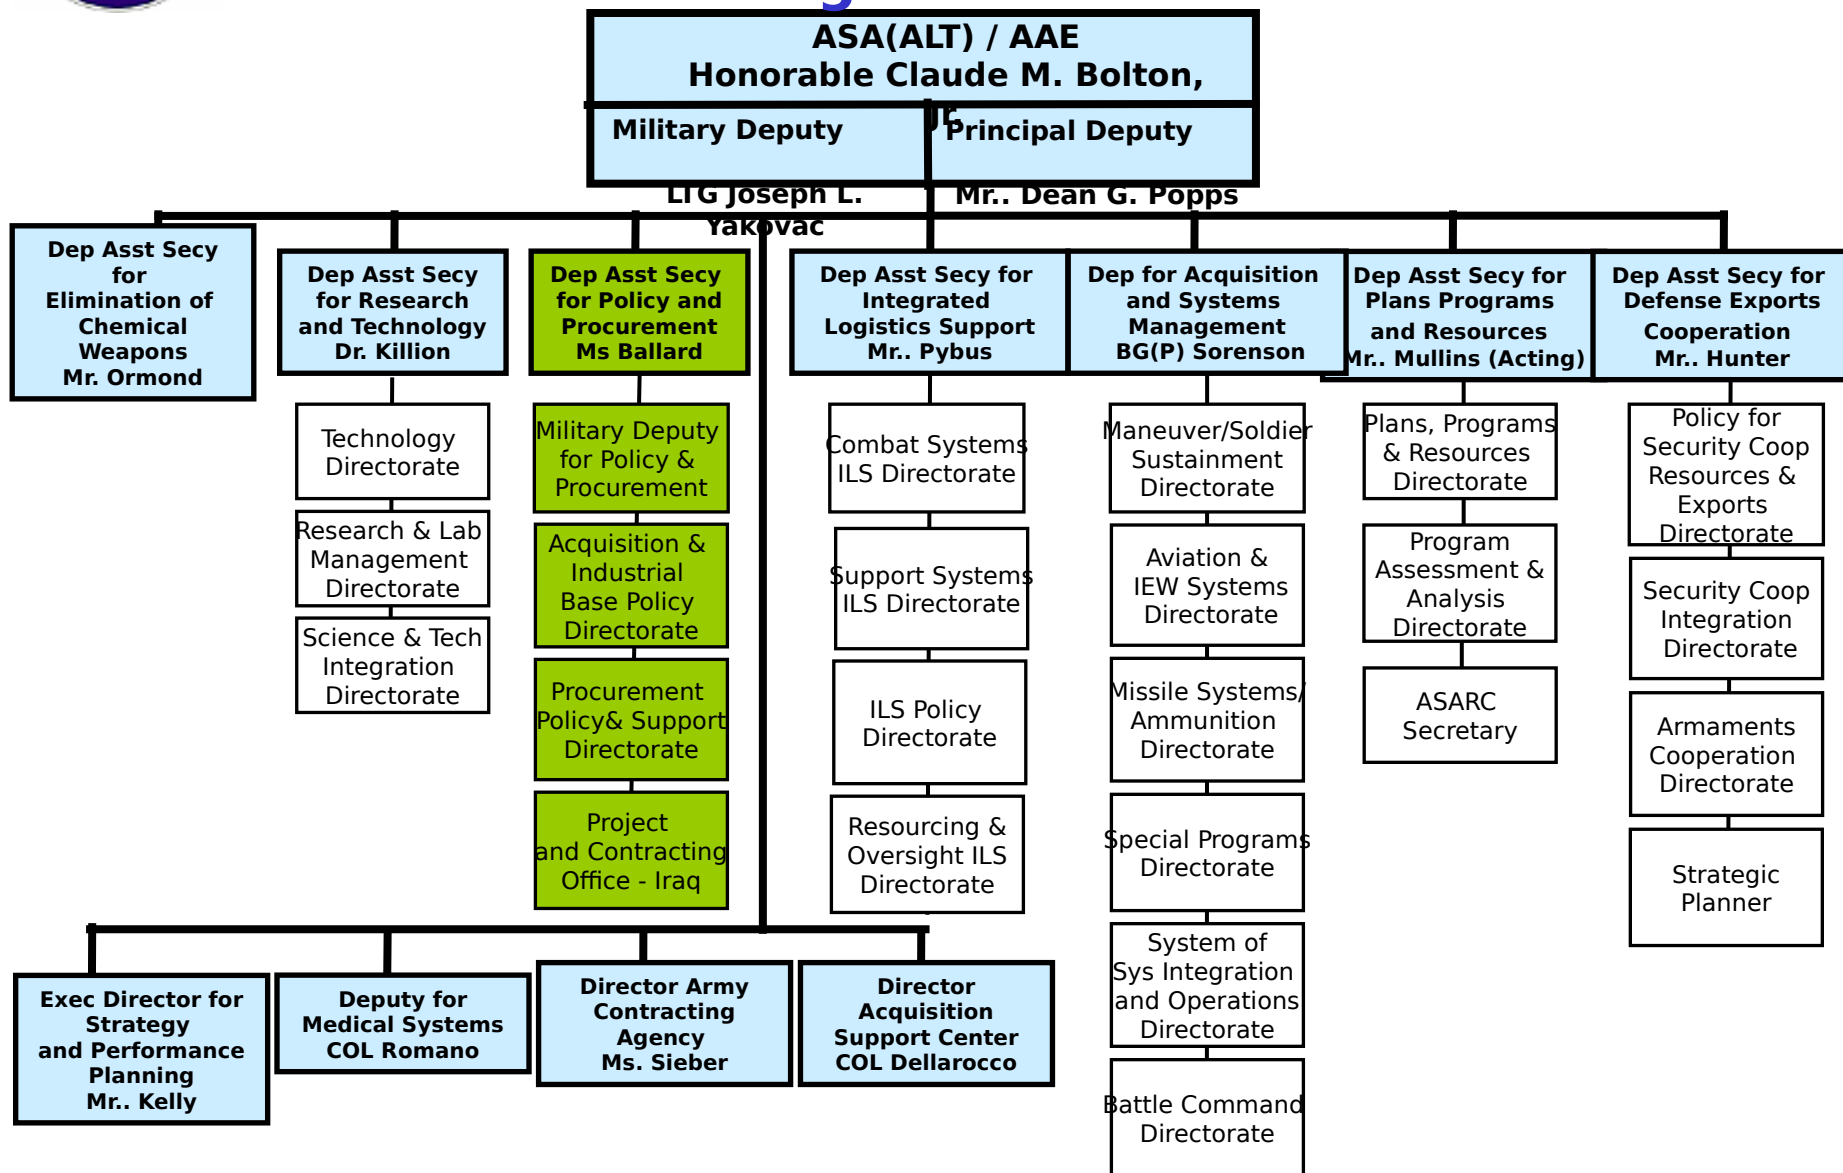 ASA(ALT) / AAE
Honorable Claude M. Bolton,
Jr.
Military Deputy
Principal Deputy
LTG Joseph L.
Yakovac
Mr.. Dean G. Popps
Dep Asst Secy
for
Elimination of
Chemical
Weapons
Mr. Ormond
Dep Asst Secy
for Research
and Technology
Dr. Killion
Dep Asst Secy
for Policy and
Procurement
Ms Ballard
Dep Asst Secy for
Integrated
Logistics Support
Mr.. Pybus
Dep for Acquisition
and Systems
Management
BG(P) Sorenson
Dep Asst Secy for
Plans Programs
and Resources
Mr.. Mullins (Acting)
Dep Asst Secy for
Defense Exports
Cooperation
Mr.. Hunter
Technology
Directorate
Research & Lab
Management
Directorate
Science & Tech
Integration
Directorate
Military Deputy
for Policy &
Procurement
Acquisition &
Industrial
Base Policy
Directorate
Procurement
Policy& Support
Directorate
Project
and Contracting
Office - Iraq
Combat Systems
ILS Directorate
Support Systems
ILS Directorate
ILS Policy
Directorate
Resourcing &
Oversight ILS
Directorate
Maneuver/Soldier
Sustainment
Directorate
Aviation &
IEW Systems
Directorate
Missile Systems/
Ammunition
Directorate
Special Programs
Directorate
System of
Sys Integration
and Operations
Directorate
Battle Command
Directorate
Plans, Programs
& Resources
Directorate
Program
Assessment &
Analysis
Directorate
ASARC
Secretary
Policy for
Security Coop
Resources &
Exports
Directorate
Security Coop
Integration
Directorate
Armaments
Cooperation
Directorate
Strategic
Planner
Exec Director for
Strategy
and Performance
Planning
Mr.. Kelly
Deputy for
Medical Systems
COL Romano
Director Army
Contracting
Agency
Ms. Sieber
Director
Acquisition
Support Center
COL Dellarocco